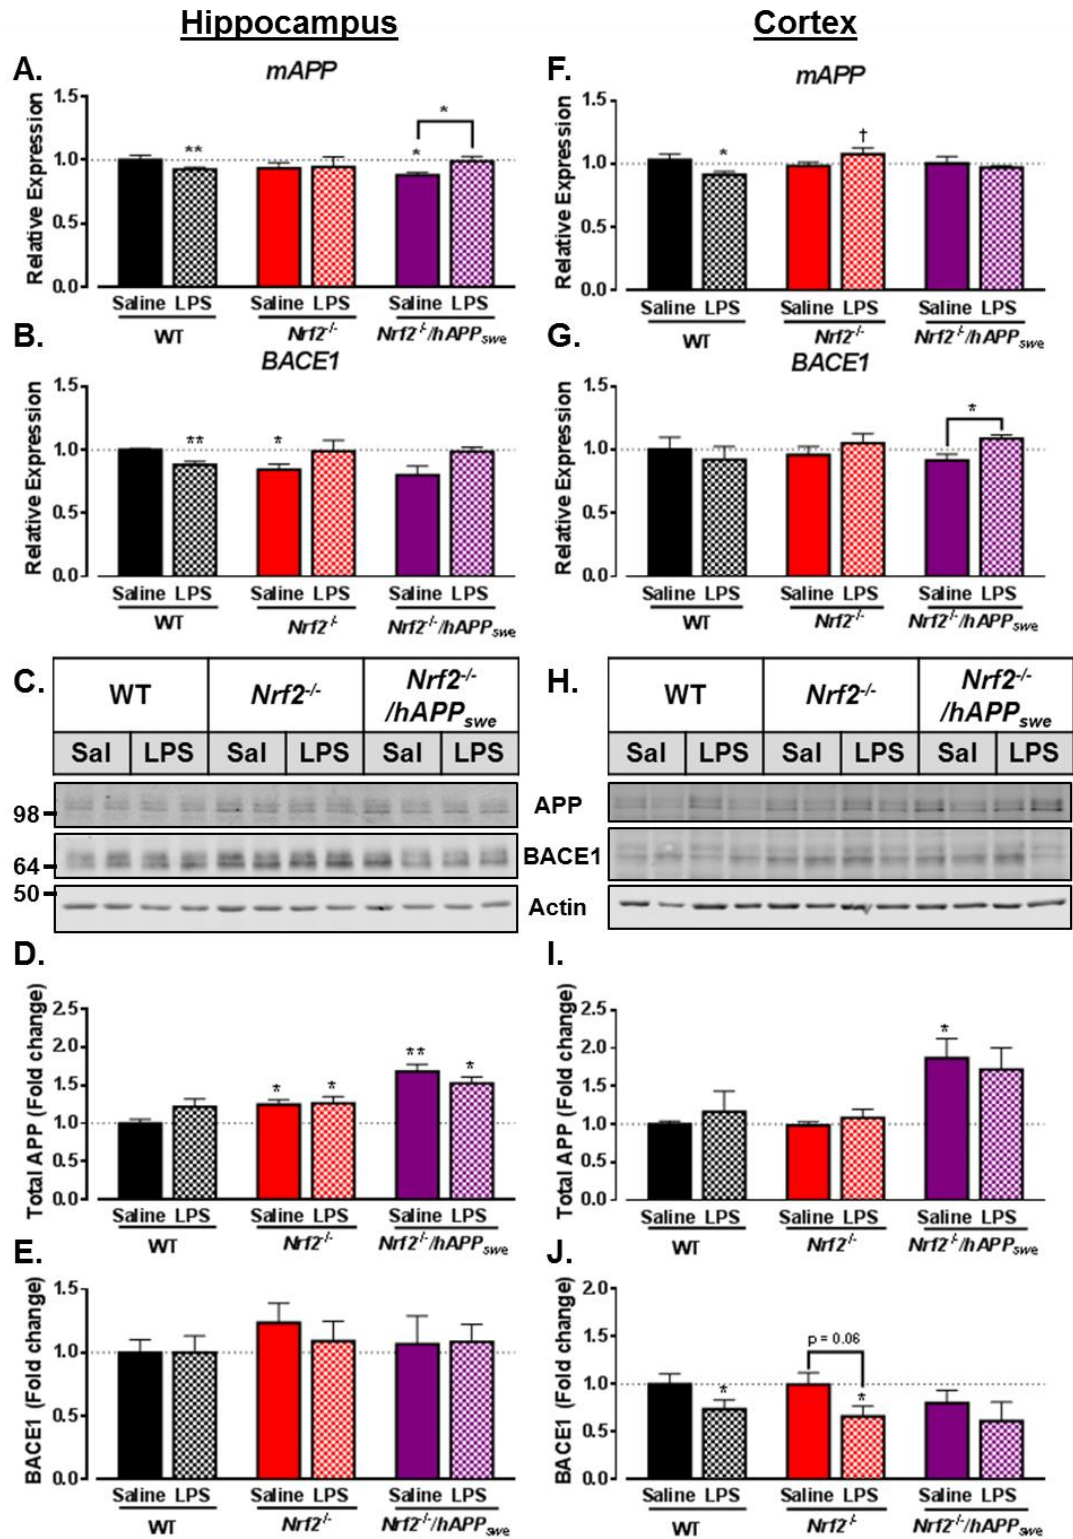 Hippocampus
Cortex
A.
mAPP
Relative Expression
1.5
**
*
*
1.0
0.5
0.0
Saline LPS Saline LPS Saline LPS
WT Nrf2-/- Nrf2-/-/hAPPswe
F.
mAPP
Relative Expression
1.5
*
†
1.0
0.5
0.0
Saline LPS Saline LPS Saline LPS
WT Nrf2-/- Nrf2-/-/hAPPswe
B.
BACE1
Relative Expression
1.5
**
*
1.0
0.5
0.0
Saline LPS Saline LPS Saline LPS
WT Nrf2-/- Nrf2-/-/hAPPswe
G.
BACE1
Relative Expression
1.5
*
1.0
0.5
0.0
Saline LPS Saline LPS Saline LPS
WT Nrf2-/- Nrf2-/-/hAPPswe
C.
WT Nrf2-/- Nrf2-/-
/hAPPswe
Sal LPS Sal LPS Sal LPS
98
64
50
APP
BACE1
Actin
H.
WT Nrf2-/- Nrf2-/-
/hAPPswe
Sal LPS Sal LPS Sal LPS
D.
Total APP (Fold change)
2.5
2.0
**
*
*
*
1.5
1.0
0.5
0.0
Saline LPS Saline LPS Saline LPS
WT Nrf2-/- Nrf2-/-/hAPPswe
I.
Total APP (Fold change)
2.5
*
2.0
1.5
1.0
0.5
0.0
Saline LPS Saline LPS Saline LPS
WT Nrf2-/- Nrf2-/-/hAPPswe
E.
BACE1 (Fold change)
1.5
1.0
0.5
0.0
Saline LPS Saline LPS Saline LPS
WT Nrf2-/- Nrf2-/-/hAPPswe
J.
BACE1 (Fold change)
2.0
1.5
p = 0.06
1.0
*
*
0.5
0.0
Saline LPS Saline LPS Saline LPS
WT Nrf2-/- Nrf2-/-/hAPPswe